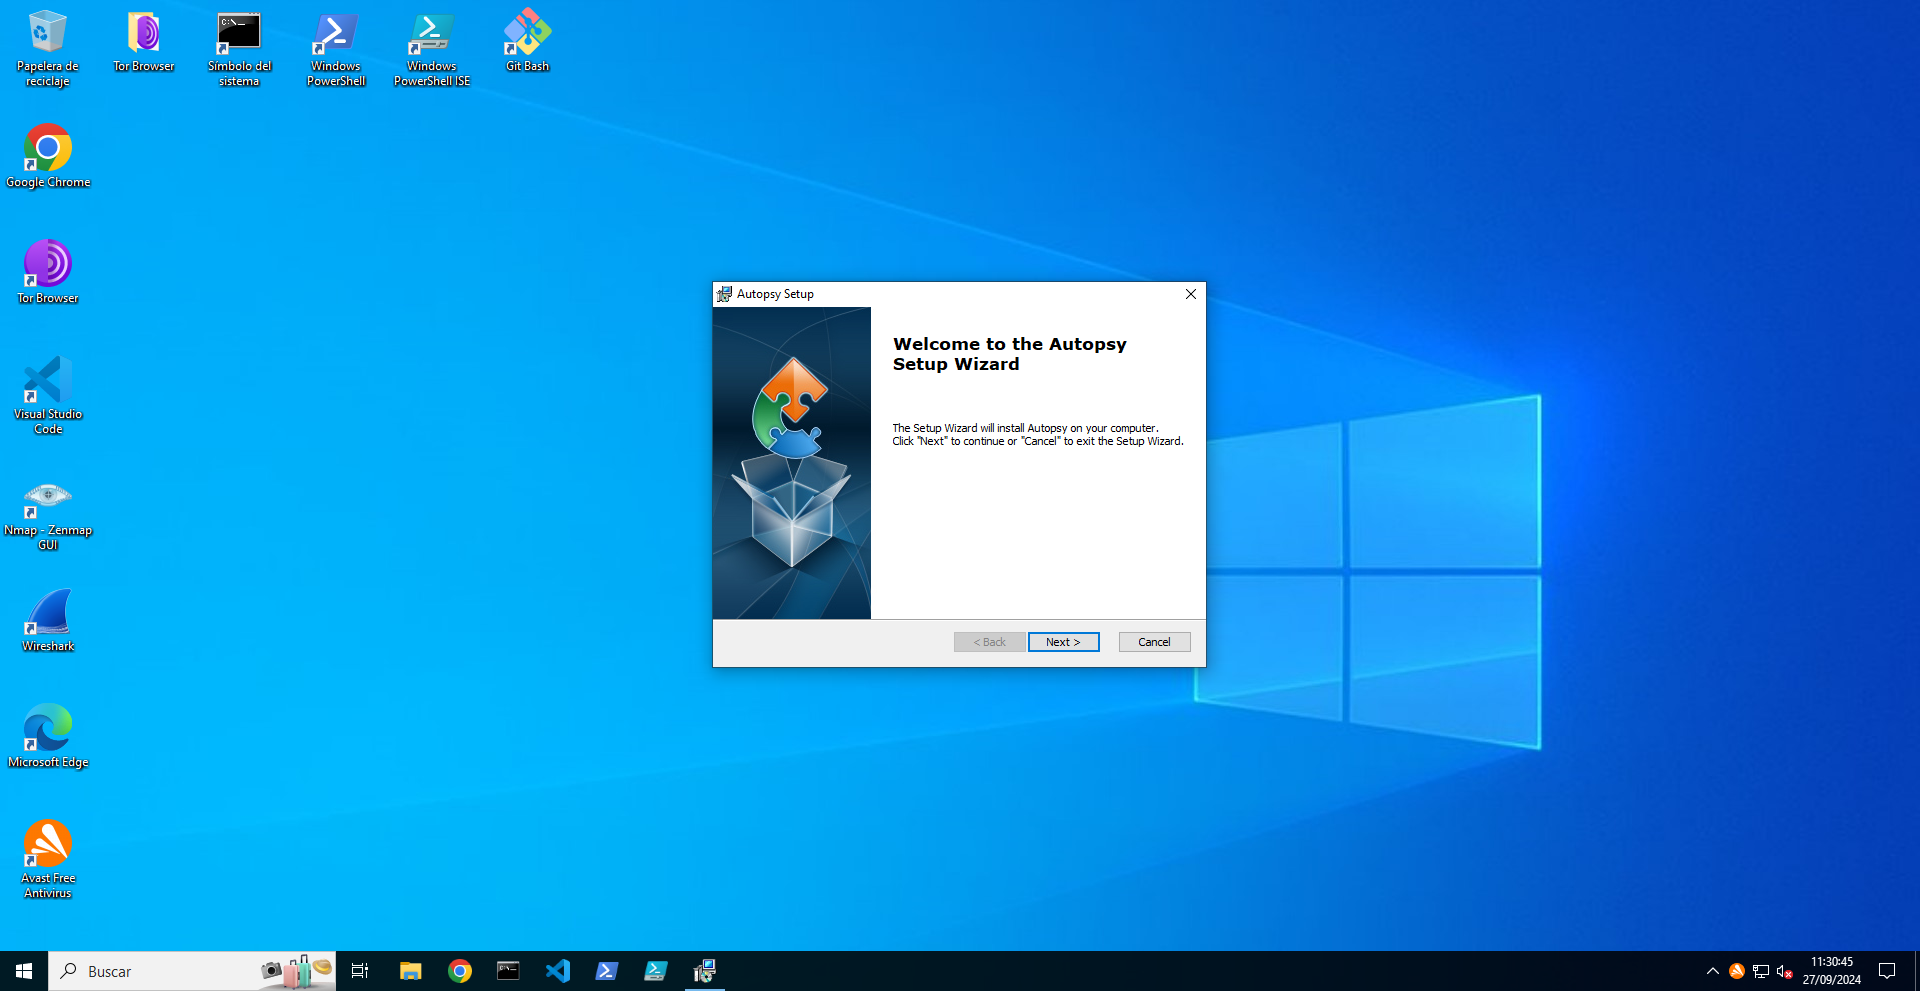 Papelera de
reciclaje
Tor Browser
C:\._
Símbolo del
sistema
Windows
PowerShell
Windows
PowerShell ISE
Git Bash
Google Chrome
Tor Browser
Visual Studio
Code
Nmap - Zenmap
GUI
Wireshark
Microsoft Edge
Avast Free
Antivirus
Autopsy Setup
Welcome to the Autopsy
Setup Wizard
The Setup Wizard will install Autopsy on your computer.
Click "Next" to continue or "Cancel" to exit the Setup Wizard.
< Back
Next >
Cancel
Buscar
11:30:45
27/09/2024